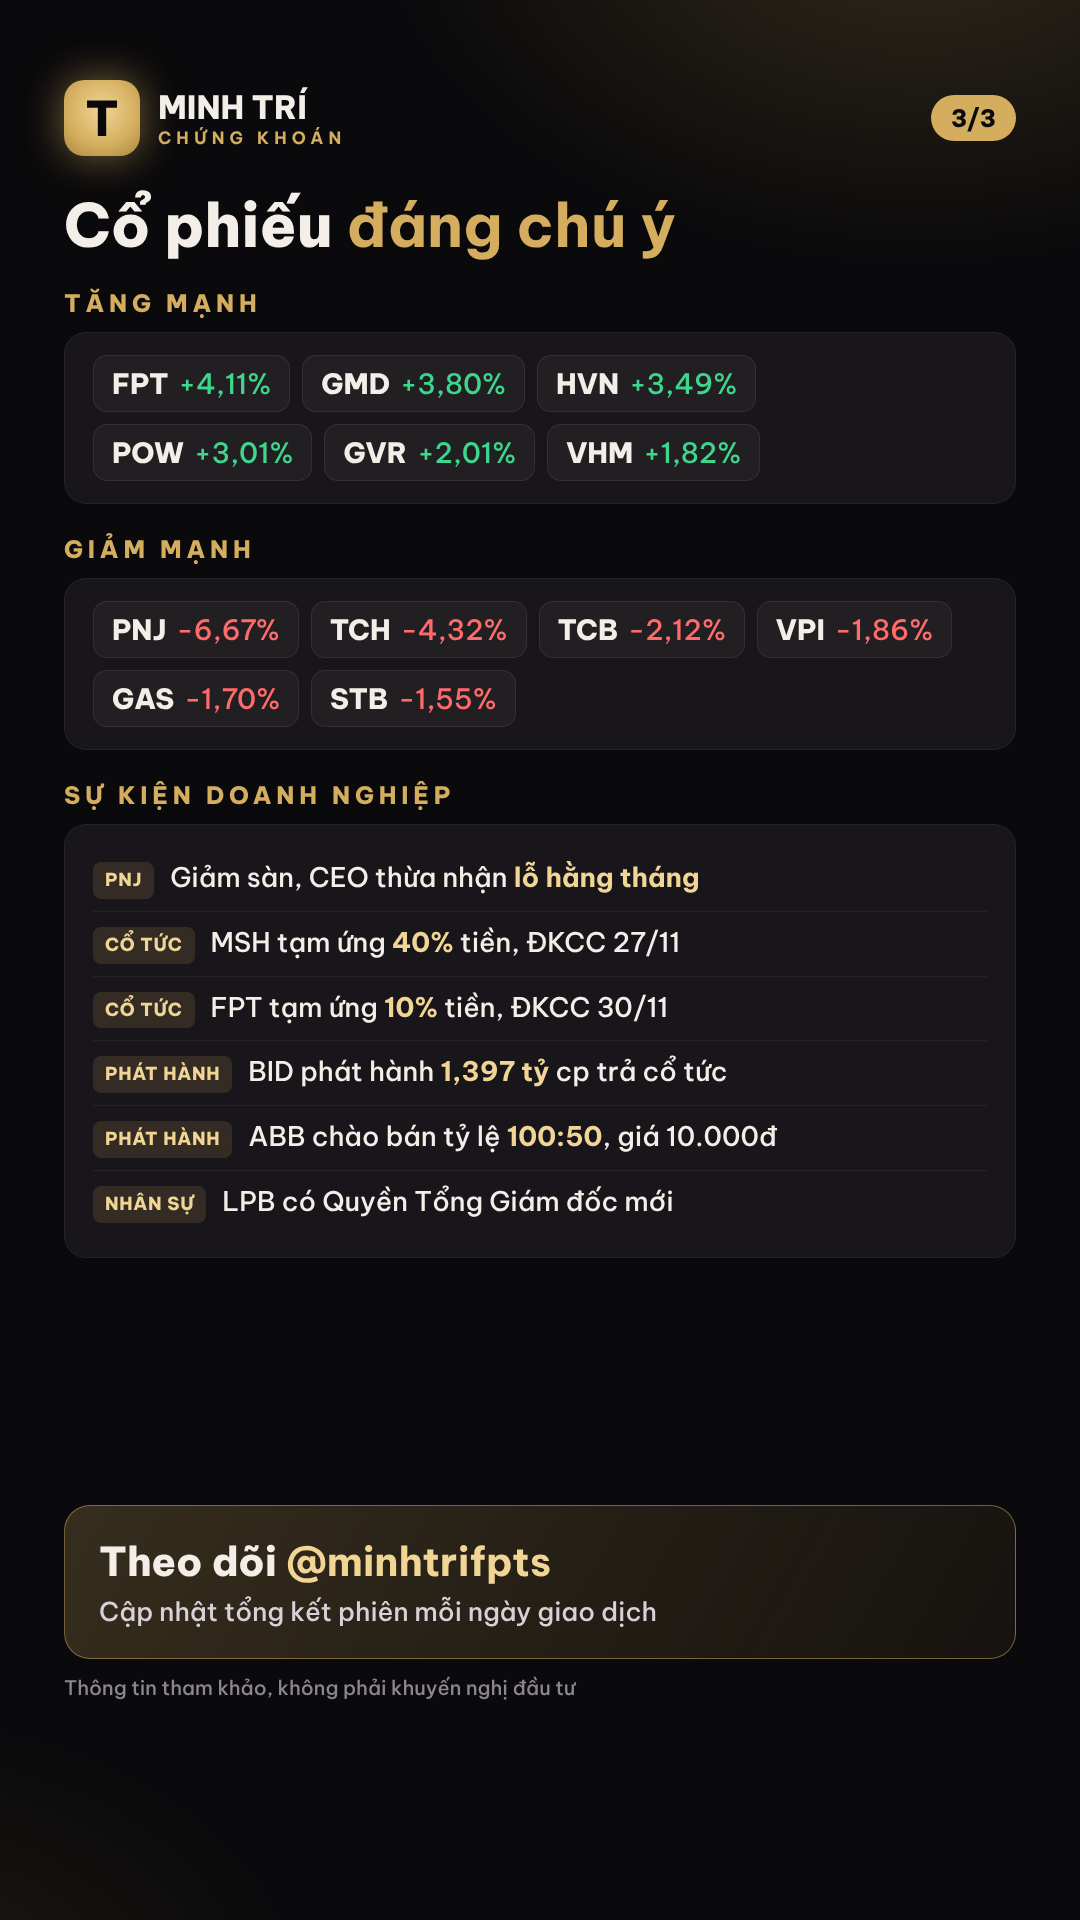 T
MINH TRÍ
CHỨNG KHOÁN
3/3
Cổ phiếu đáng chú ý
TĂNG MẠNH
FPT +4,11% GMD +3,80% HVN +3,49%
POW +3,01% GVR +2,01% VHM +1,82%
GIẢM MẠNH
PNJ -6,67% TCH -4,32% TCB -2,12% VPI -1,86%
GAS -1,70% STB -1,55%
SỰ KIỆN DOANH NGHIỆP
PNJ Giảm sàn, CEO thừa nhận lỗ hằng tháng
CỔ TỨC MSH tạm ứng 40% tiền, ĐKCC 27/11
CỔ TỨC FPT tạm ứng 10% tiền, ĐKCC 30/11
PHÁT HÀNH BID phát hành 1,397 tỷ cp trả cổ tức
PHÁT HÀNH ABB chào bán tỷ lệ 100:50, giá 10.000đ
NHÂN SỰ LPB có Quyền Tổng Giám đốc mới
Theo dõi @minhtrifpts
Cập nhật tổng kết phiên mỗi ngày giao dịch
Thông tin tham khảo, không phải khuyến nghị đầu tư